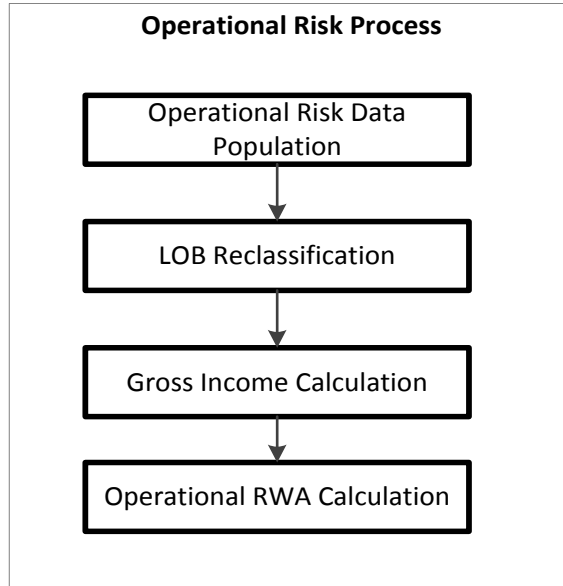 Operational Risk Process
Operational Risk Data
Population
LOB Reclassification
Gross Income Calculation
Operational RWA Calculation